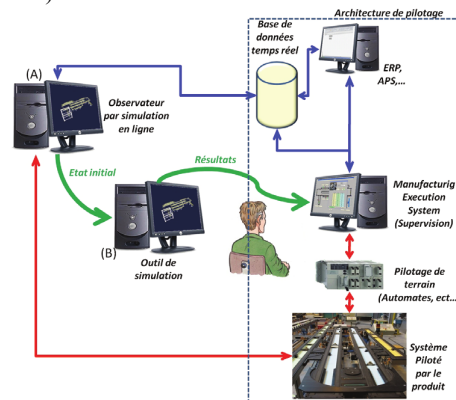 Architecture de pilotage
Base de
données
temps réel
(A)
ERP,
APS,...
Observateur
par simulation
en ligne
Etat initial
Résultats
Manufacturig
Execution
System
(Supervision)
(B)
Outil de
simulation
Pilotage de
terrain
(Automates, ect...
Système
Piloté
par le
produit